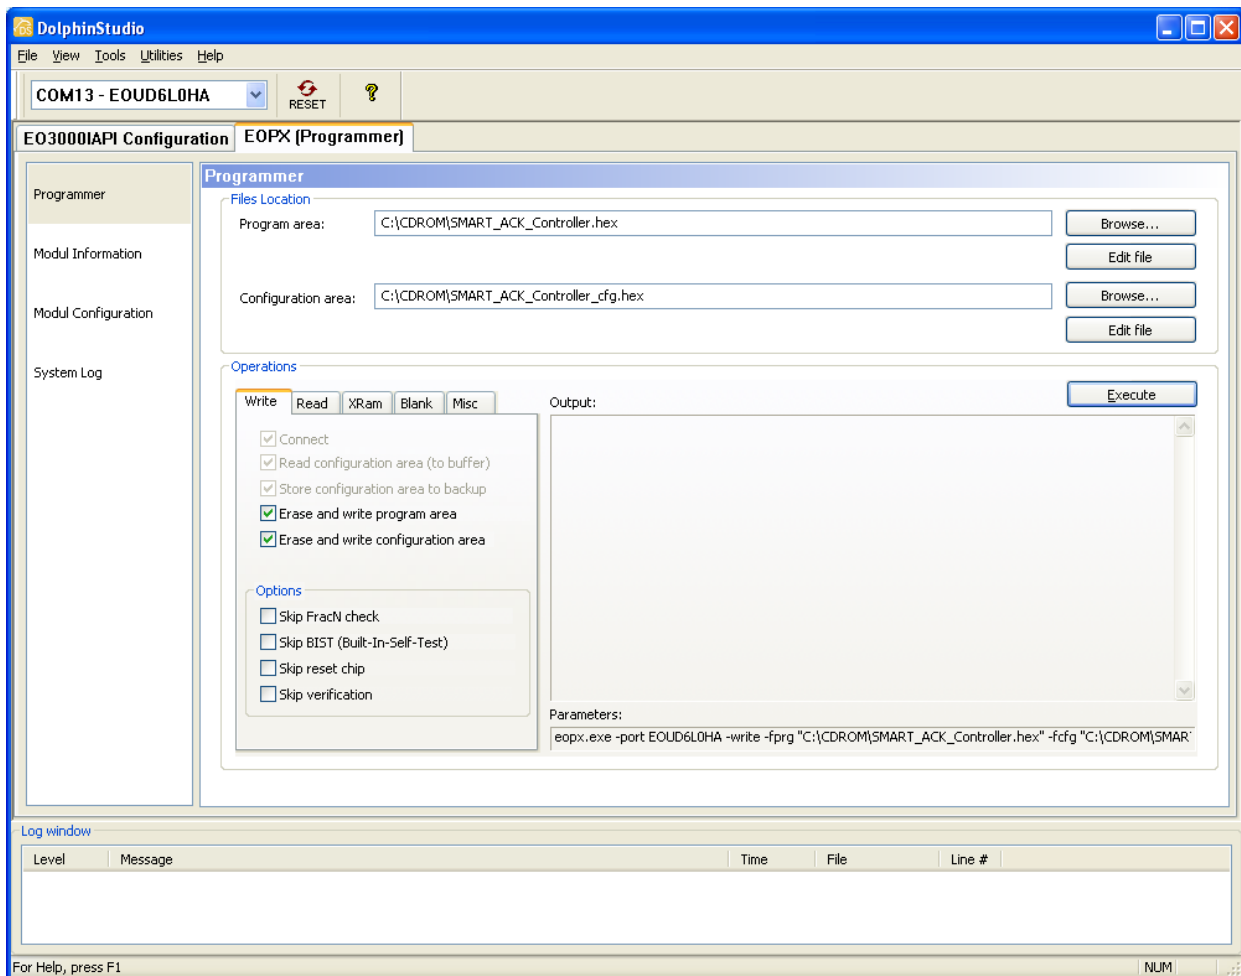 DolphinStudio
File View Tools Utilities Help
COM13 - EOUD6L0HA
RESET
?
EO3000IAPI Configuration EOPX (Programmer)
Programmer
Modul Information
Modul Configuration
System Log
Programmer
Files Location
Program area: C:\CDROM\SMART_ACK_Controller.hex Browse...
Edit file
Configuration area: C:\CDROM\SMART_ACK_Controller_cfg.hex Browse...
Edit file
Operations
Write Read XRam Blank Misc
Connect
Read configuration area (to buffer)
Store configuration area to backup
Erase and write program area
Erase and write configuration area
Options
Skip FracN check
Skip BIST (Built-In-Self-Test)
Skip reset chip
Skip verification
Output: Execute
Parameters:
eopx.exe -port EOUD6L0HA -write -fprg "C:\CDROM\SMART_ACK_Controller.hex" -fcfg "C:\CDROM\SMAR
Log window
Level Message Time File Line #
For Help, press F1 NUM